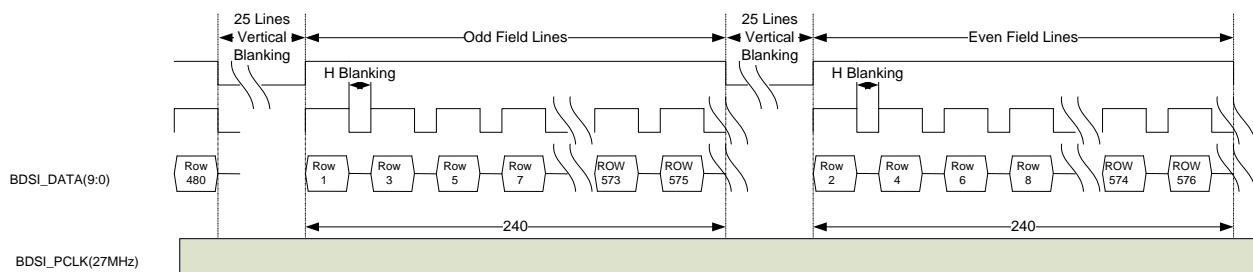 25 Lines
Vertical
Blanking
Odd Field Lines
25 Lines
Vertical
Blanking
Even Field Lines
H Blanking
H Blanking
BDSI_DATA(9:0)
Row
480
Row
1
Row
3
Row
5
Row
7
ROW
573
ROW
575
Row
2
Row
4
Row
6
Row
8
ROW
574
ROW
576
240
240
BDSI_PCLK(27MHz)